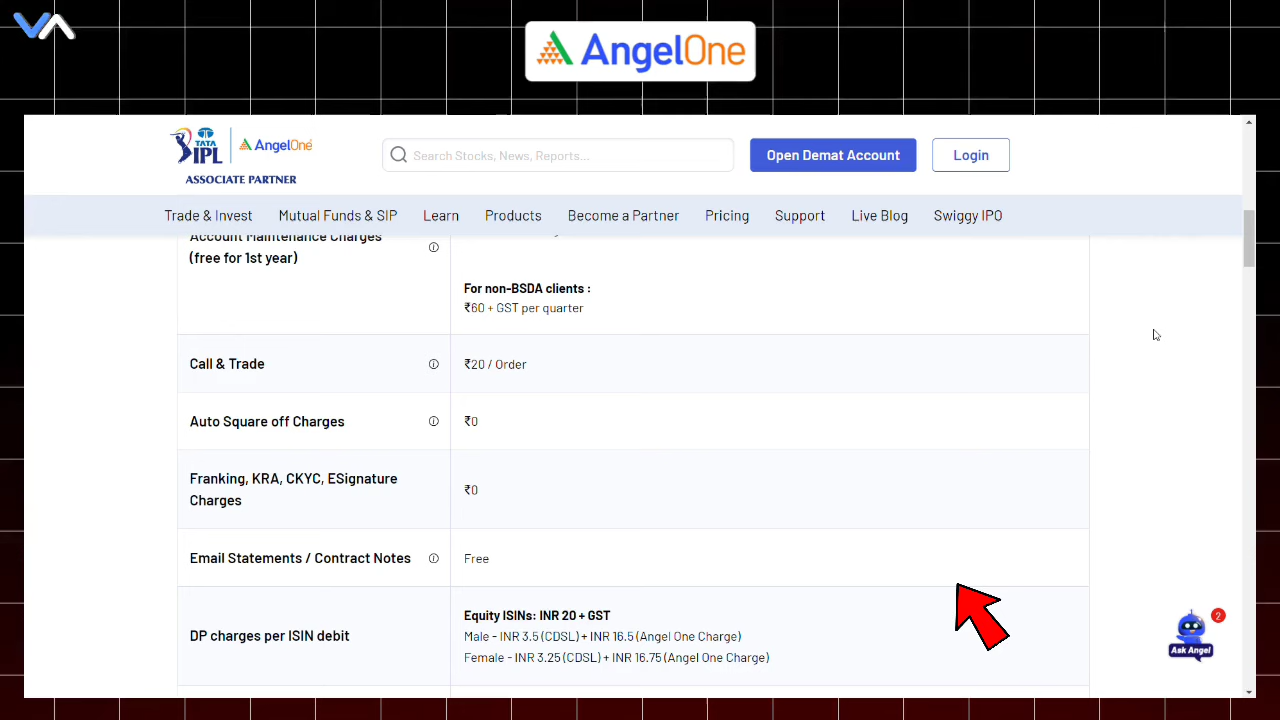 VA
AngelOne
TATA
IPL
AngelOne
ASSOCIATE PARTNER
Search Stocks, News, Reports...
Open Demat Account
Login
Trade & Invest
Mutual Funds & SIP
Learn
Products
Become a Partner
Pricing
Support
Live Blog
Swiggy IPO
Account Maintenance Charges
(free for 1st year)
For non-BSDA clients :
₹60 + GST per quarter
Call & Trade
₹20 / Order
Auto Square off Charges
₹0
Franking, KRA, CKYC, ESignature
Charges
₹0
Email Statements / Contract Notes
Free
DP charges per ISIN debit
Equity ISINs: INR 20 + GST
Male - INR 3.5 (CDSL) + INR 16.5 (Angel One Charge)
Female - INR 3.25 (CDSL) + INR 16.75 (Angel One Charge)
2
Ask Angel